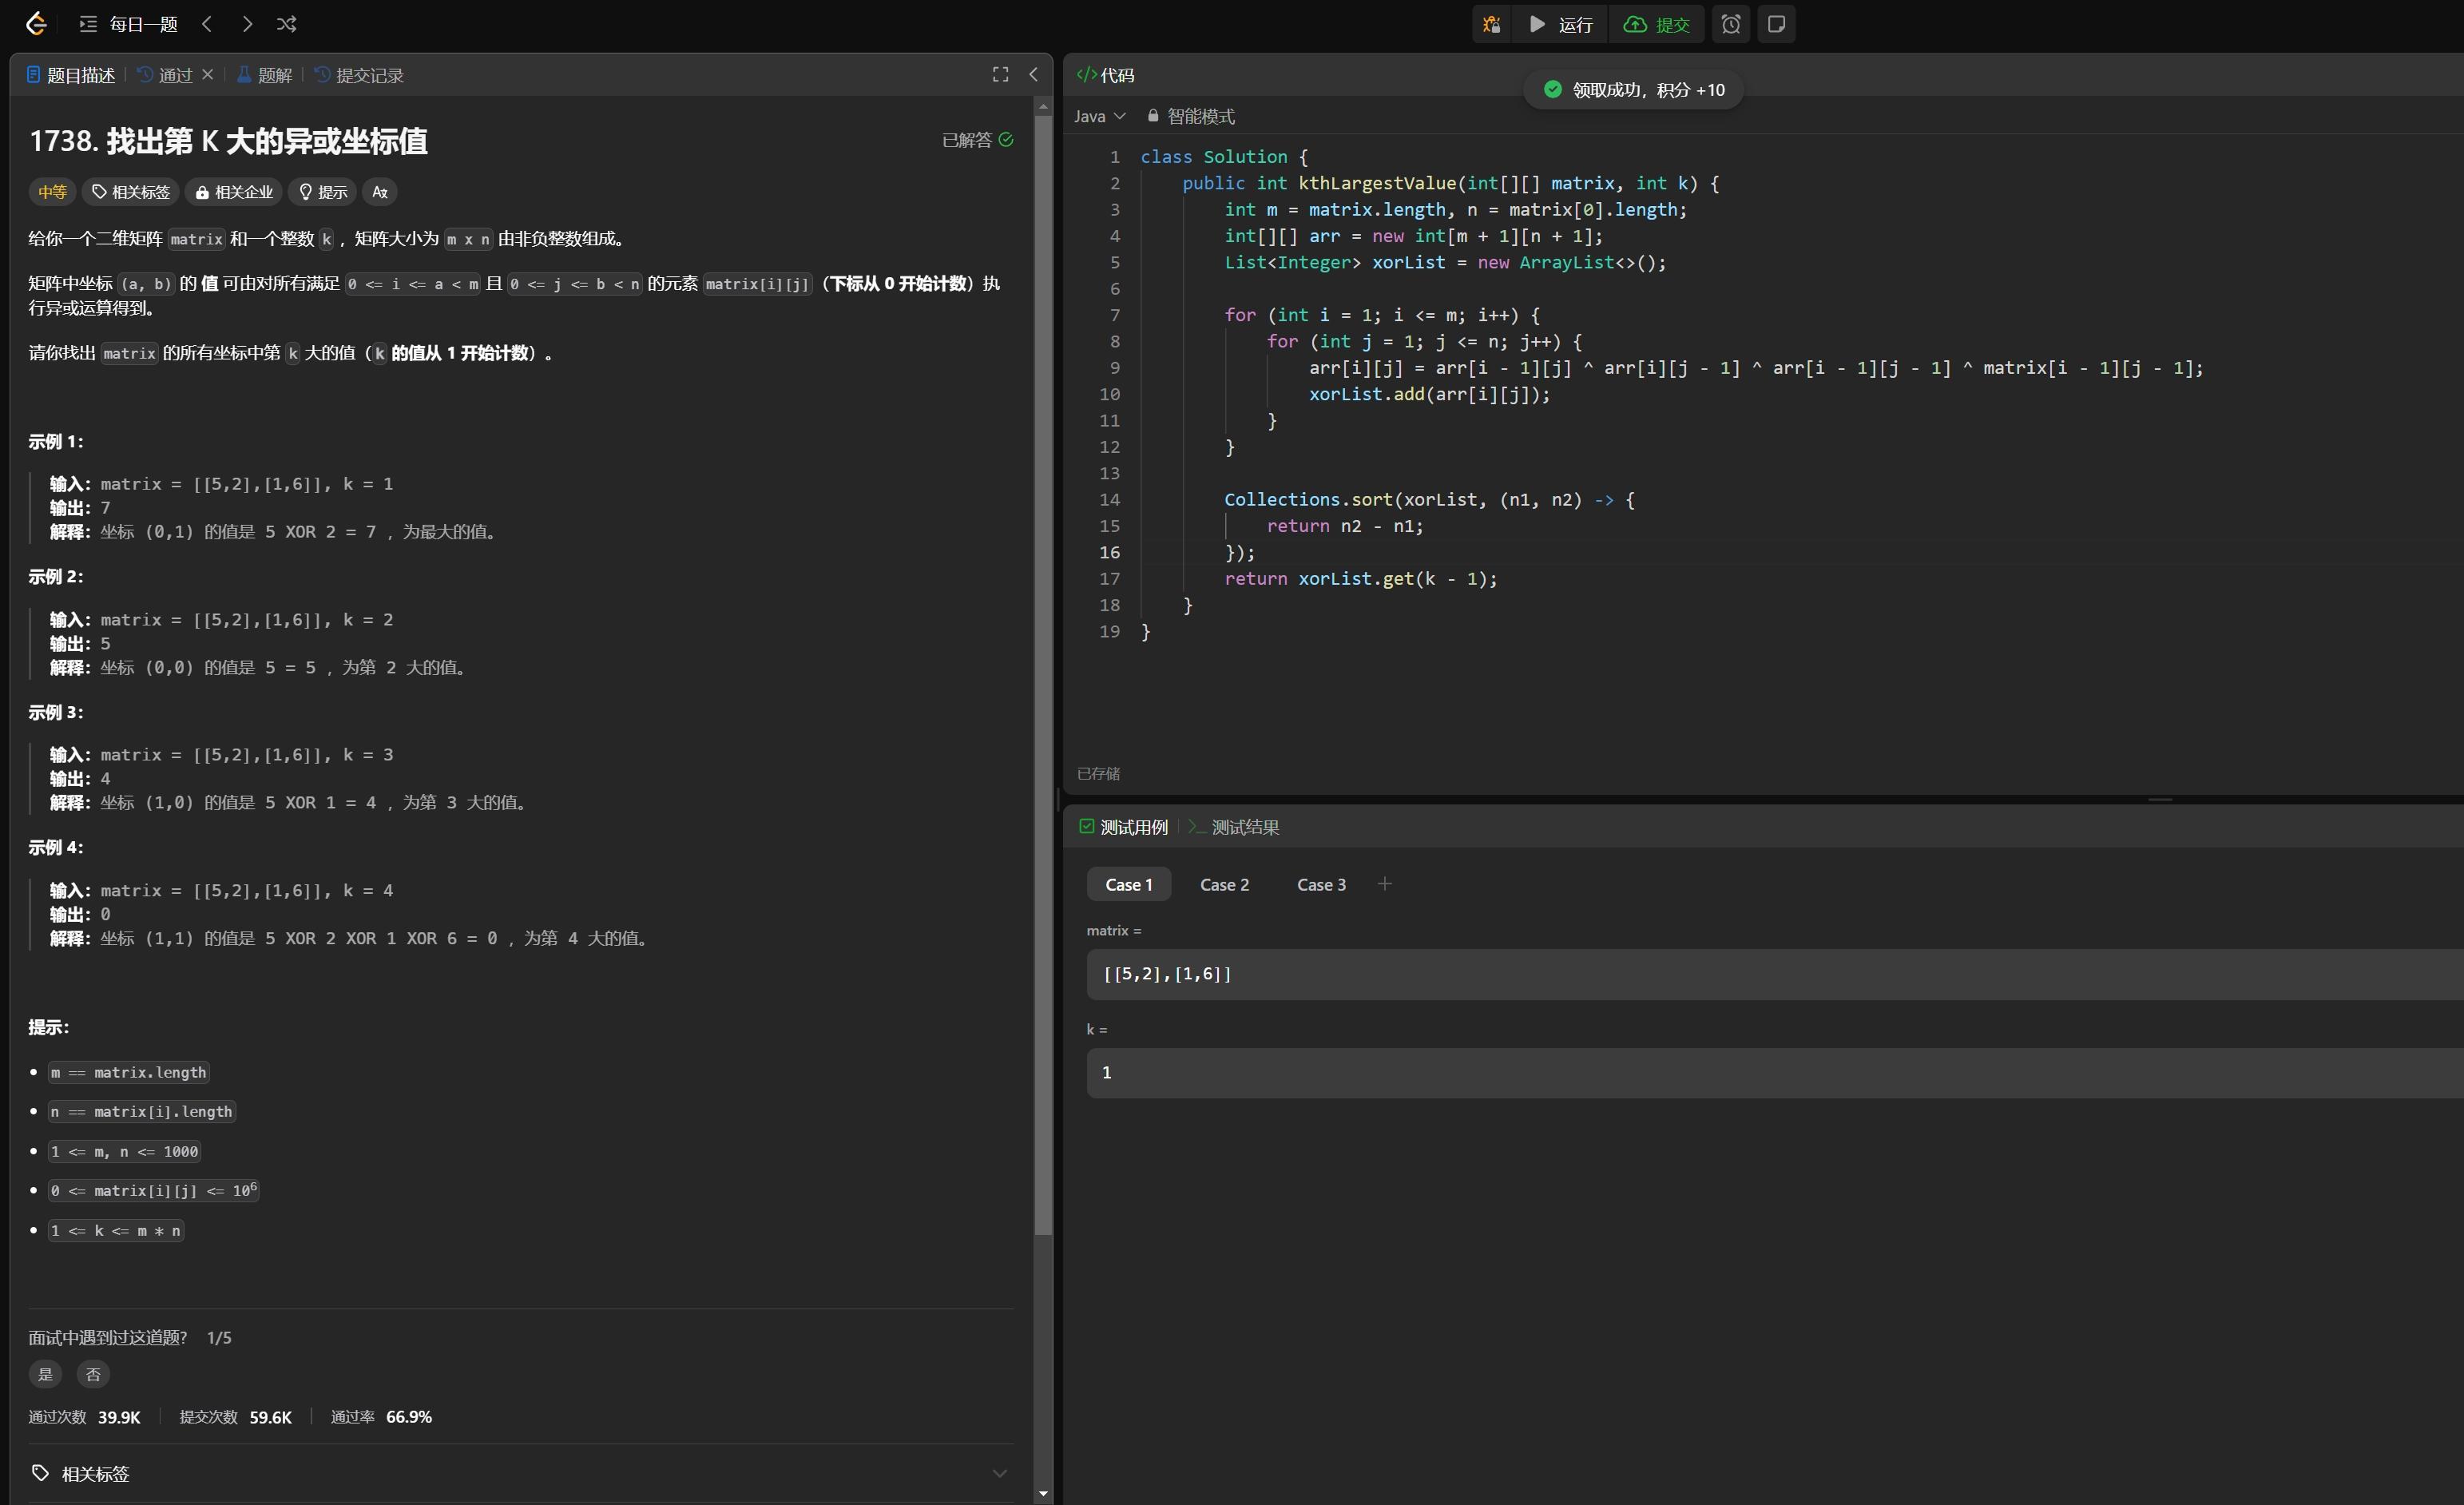 每日一题
运行
提交
题目描述
通过
题解
提交记录
1738. 找出第 K 大的异或坐标值
已解答
中等
相关标签
相关企业
提示
给你一个二维矩阵 matrix 和一个整数 k ，矩阵大小为 m x n 由非负整数组成。
矩阵中坐标 (a, b) 的 值 可由对所有满足 0 <= i <= a < m 且 0 <= j <= b < n 的元素 matrix[i][j]（下标从 0 开始计数）执
行异或运算得到。
请你找出 matrix 的所有坐标中第 k 大的值（k 的值从 1 开始计数）。
示例 1：
输入：matrix = [[5,2],[1,6]], k = 1
输出：7
解释：坐标 (0,1) 的值是 5 XOR 2 = 7 ，为最大的值。
示例 2：
输入：matrix = [[5,2],[1,6]], k = 2
输出：5
解释：坐标 (0,0) 的值是 5 = 5 ，为第 2 大的值。
示例 3：
输入：matrix = [[5,2],[1,6]], k = 3
输出：4
解释：坐标 (1,0) 的值是 5 XOR 1 = 4 ，为第 3 大的值。
示例 4：
输入：matrix = [[5,2],[1,6]], k = 4
输出：0
解释：坐标 (1,1) 的值是 5 XOR 2 XOR 1 XOR 6 = 0 ，为第 4 大的值。
提示：
m == matrix.length
n == matrix[i].length
1 <= m, n <= 1000
0 <= matrix[i][j] <= 10^6
1 <= k <= m * n
面试中遇到过这道题? 1/5
是
否
通过次数 39.9K
提交次数 59.6K
通过率 66.9%
相关标签
</>代码
领取成功，积分 +10
Java
智能模式
1 class Solution {
2     public int kthLargestValue(int[][] matrix, int k) {
3         int m = matrix.length, n = matrix[0].length;
4         int[][] arr = new int[m + 1][n + 1];
5         List<Integer> xorList = new ArrayList<>();
6
7         for (int i = 1; i <= m; i++) {
8             for (int j = 1; j <= n; j++) {
9                 arr[i][j] = arr[i - 1][j] ^ arr[i][j - 1] ^ arr[i - 1][j - 1] ^ matrix[i - 1][j - 1];
10                 xorList.add(arr[i][j]);
11             }
12         }
13
14         Collections.sort(xorList, (n1, n2) -> {
15             return n2 - n1;
16         });
17         return xorList.get(k - 1);
18     }
19 }
已存储
测试用例
测试结果
Case 1
Case 2
Case 3
matrix =
[[5,2],[1,6]]
k =
1